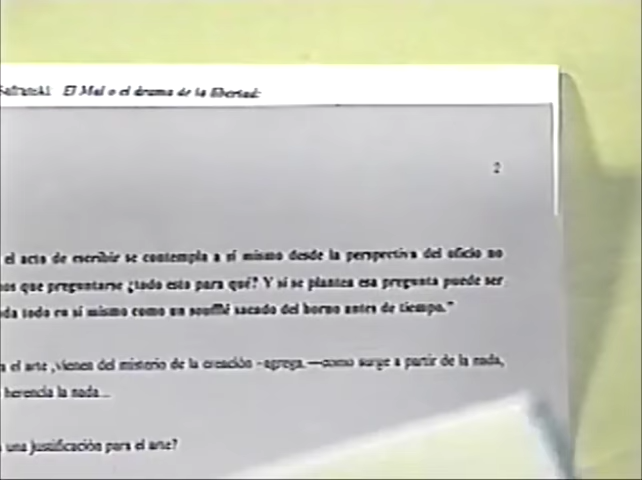 Safranski El Mal o el drama de la libertad:
2
el acto de escribir se contempla a sí mismo desde la perspectiva del oficio no
os que preguntarse ¿todo esto para qué? Y si se plantea esa pregunta puede ser
da todo en sí mismo como un soufflé sacado del horno antes de tiempo."
a el arte ,vienen del misterio de la creación -agrega.—como surge a partir de la nada,
herencia la nada...
una justificación para el arte?